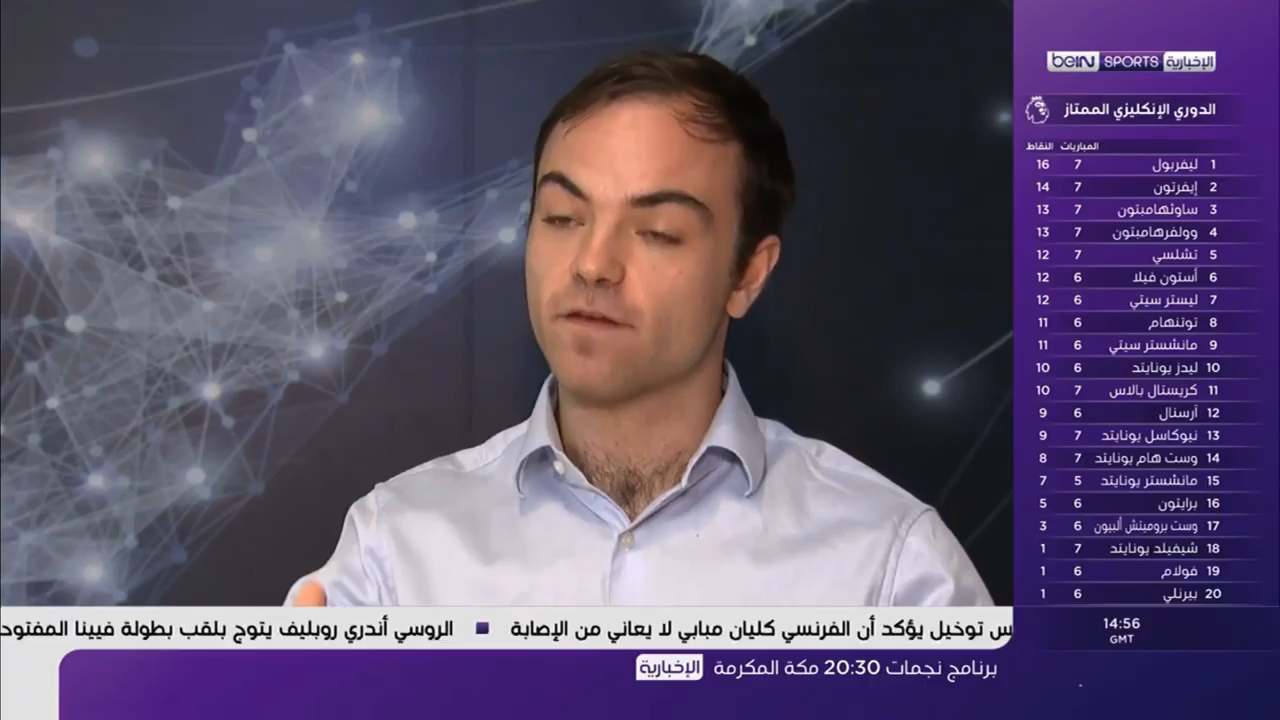 beIN SPORTS الإخبارية
الدوري الإنكليزي الممتاز
المباريات النقاط
1 ليفربول 7 16
2 إيفرتون 7 14
3 ساوثهامبتون 7 13
4 وولفرهامبتون 7 13
5 تشلسي 7 12
6 أستون فيلا 6 12
7 ليستر سيتي 6 12
8 توتنهام 6 11
9 مانشستر سيتي 6 11
10 ليدز يونايتد 6 10
11 كريستال بالاس 7 10
12 آرسنال 6 9
13 نيوكاسل يونايتد 7 9
14 وست هام يونايتد 7 8
15 مانشستر يونايتد 5 7
16 برايتون 6 5
17 وست بروميتش ألبيون 6 3
18 شيفيلد يونايتد 7 1
19 فولام 6 1
20 بيرنلي 6 1
14:56
GMT
س توخيل يؤكد أن الفرنسي كليان مبابي لا يعاني من الإصابة ■ الروسي أندري روبليف يتوج بلقب بطولة فيينا المفتوح
برنامج نجمات 20:30 مكة المكرمة الإخبارية